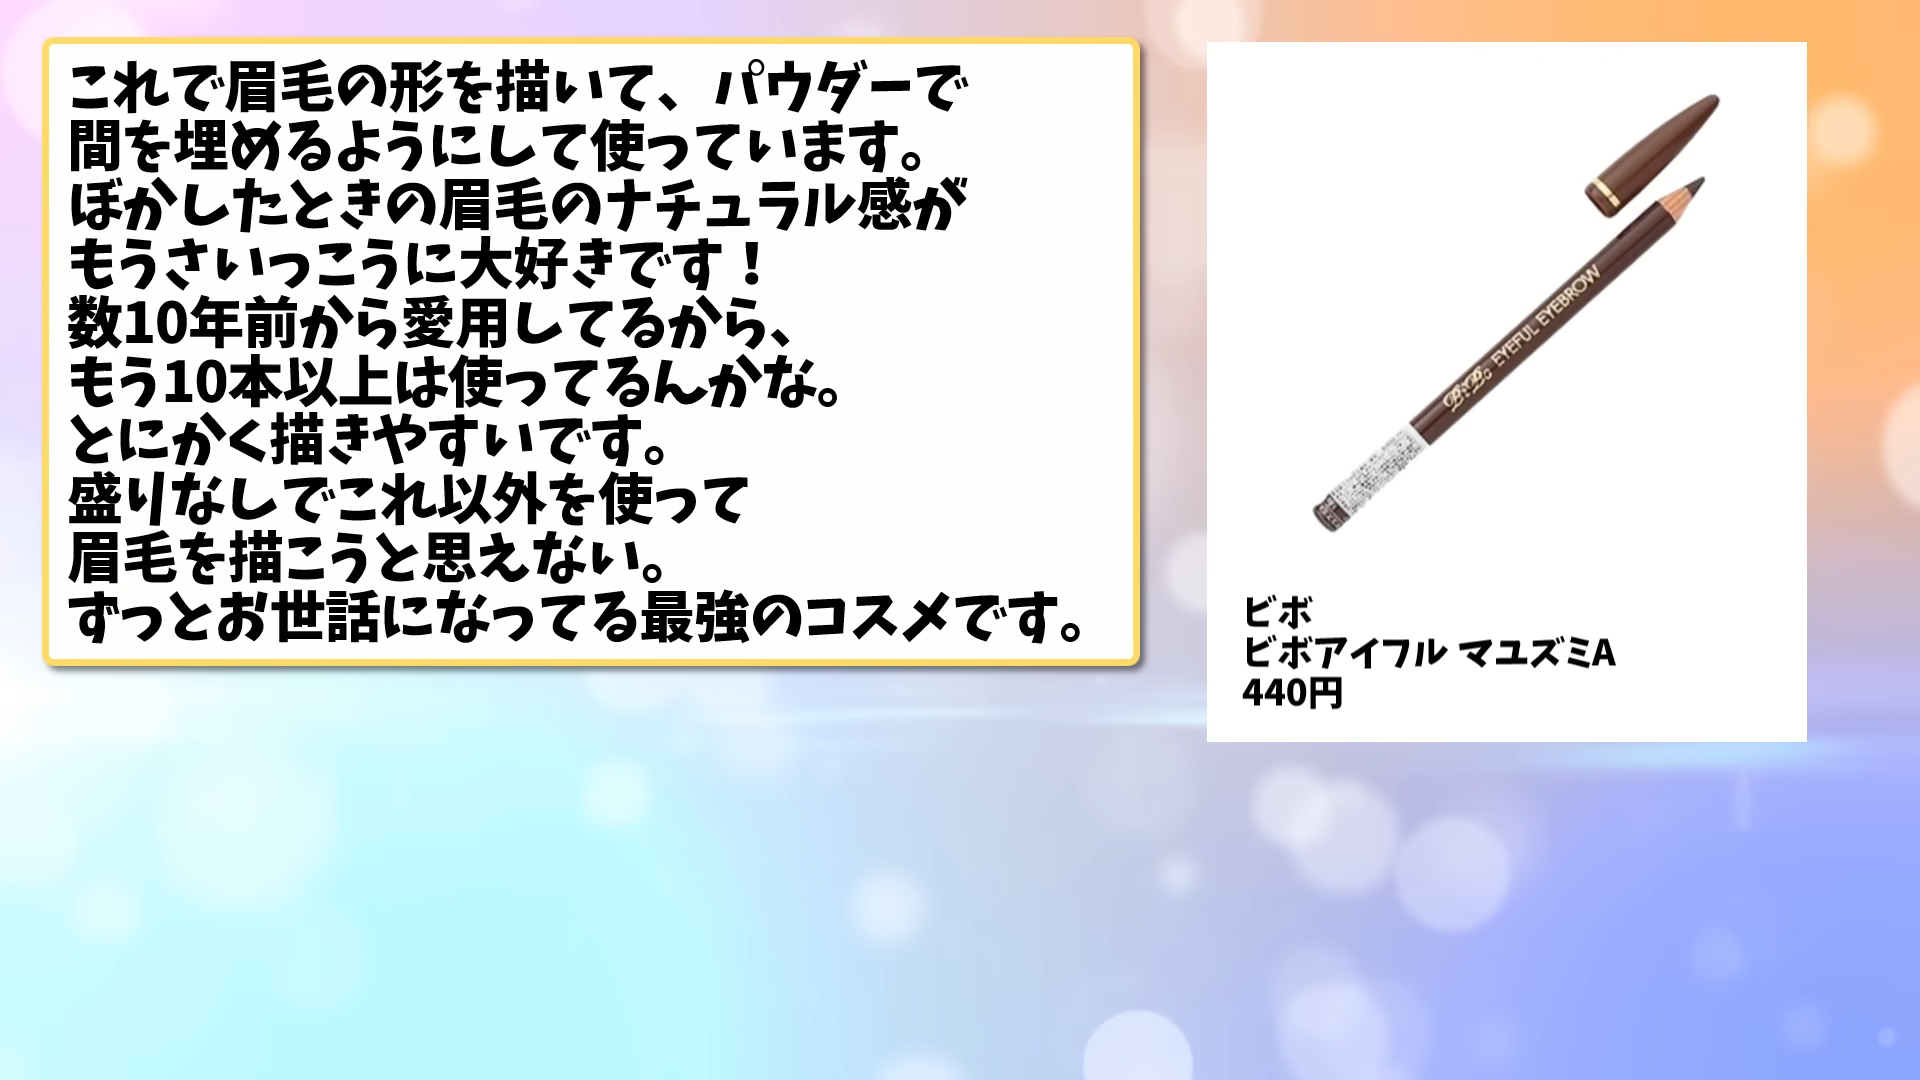 これで眉毛の形を描いて、パウダーで
間を埋めるようにして使っています。
ぼかしたときの眉毛のナチュラル感が
もうさいっこうに大好きです！
数10年前から愛用してるから、
もう10本以上は使ってるんかな。
とにかく描きやすいです。
盛りなしでこれ以外を使って
眉毛を描こうと思えない。
ずっとお世話になってる最強のコスメです。
BiBo EYEFUL EYEBROW
ビボ
ビボアイフル マユズミA
440円